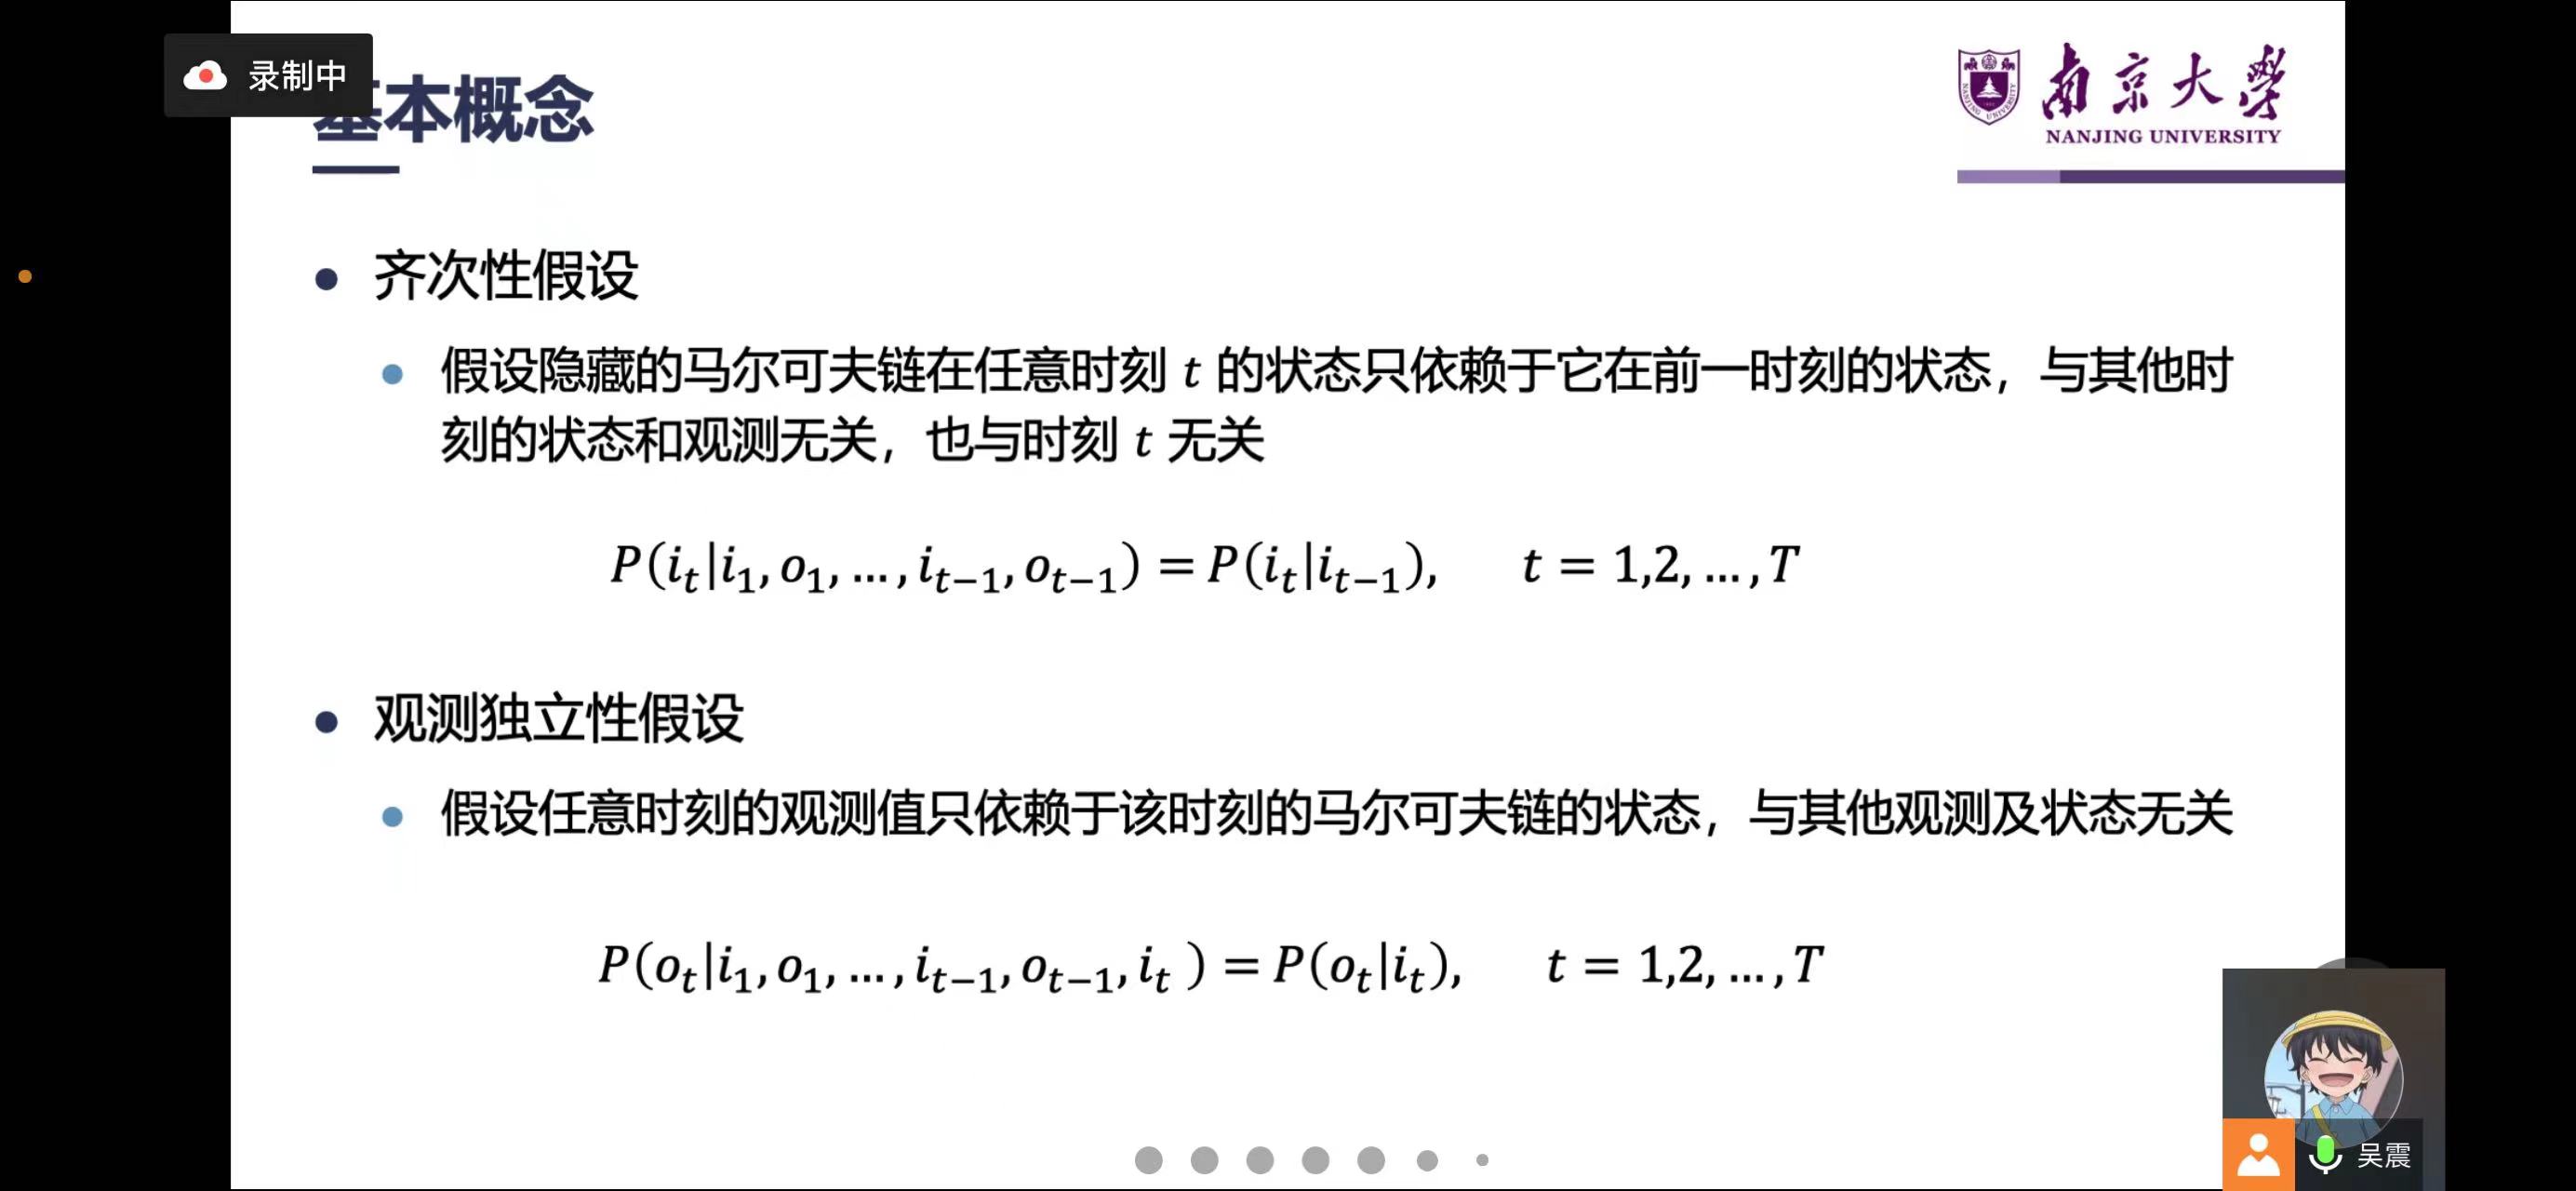 录制中
基本概念
南京大學
NANJING UNIVERSITY
齐次性假设
假设隐藏的马尔可夫链在任意时刻 t 的状态只依赖于它在前一时刻的状态，与其他时
刻的状态和观测无关，也与时刻 t 无关
P(i_t|i_1, o_1, ..., i_{t-1}, o_{t-1}) = P(i_t|i_{t-1}), t = 1,2, ..., T
观测独立性假设
假设任意时刻的观测值只依赖于该时刻的马尔可夫链的状态，与其他观测及状态无关
P(o_t|i_1, o_1, ..., i_{t-1}, o_{t-1}, i_t ) = P(o_t|i_t), t = 1,2, ..., T
吴震